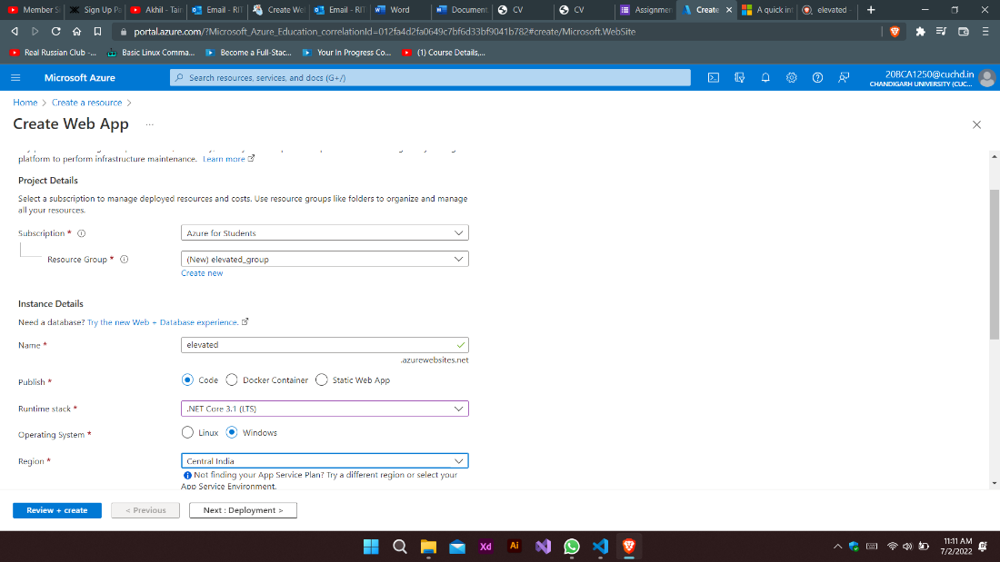 Member S
Sign Up Pa
Akhil - Tain
Email - RIT
Create Wel
Email - RIT
Word
Document
CV
CV
Assignmen
Create
A quick int
elevated -
portal.azure.com/?Microsoft_Azure_Education_correlationId=012fa4d2fa0649c7bf6d33bf9041b782#create/Microsoft.WebSite
Real Russian Club -...
Basic Linux Comma...
Become a Full-Stac...
Your In Progress Co...
(1) Course Details,...
Microsoft Azure
Search resources, services, and docs (G+/)
20BCA1250@cuchd.in
CHANDIGARH UNIVERSITY (CUC...
Home > Create a resource >
Create Web App ...
platform to perform infrastructure maintenance. Learn more
Project Details
Select a subscription to manage deployed resources and costs. Use resource groups like folders to organize and manage
all your resources.
Subscription *
Azure for Students
Resource Group *
(New) elevated_group
Create new
Instance Details
Need a database? Try the new Web + Database experience.
Name *
elevated
.azurewebsites.net
Publish *
Code
Docker Container
Static Web App
Runtime stack *
.NET Core 3.1 (LTS)
Operating System *
Linux
Windows
Region *
Central India
Not finding your App Service Plan? Try a different region or select your
App Service Environment.
Review + create
< Previous
Next : Deployment >
Xd
Ai
11:11 AM
7/2/2022